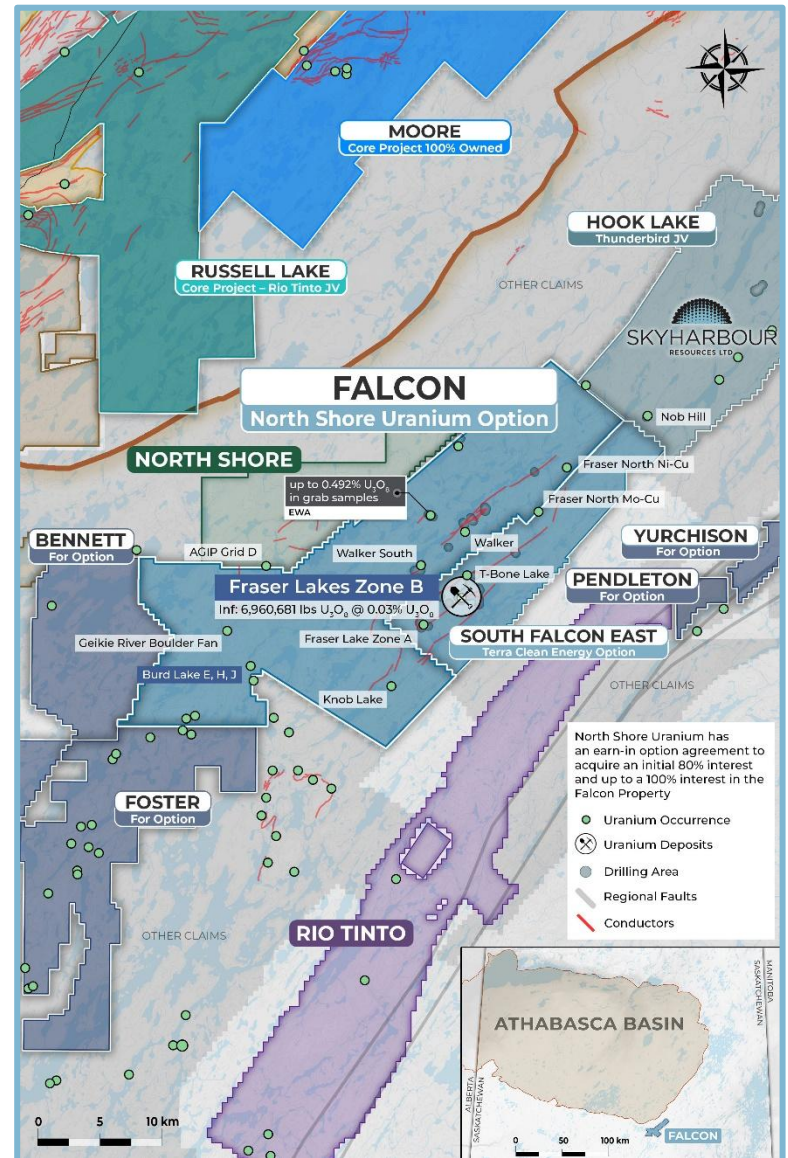 MOORE
Core Project 100% Owned
HOOK LAKE
Thunderbird JV
RUSSELL LAKE
Core Project – Rio Tinto JV
OTHER CLAIMS
SKYHARBOUR
RESOURCES LTD
FALCON
North Shore Uranium Option
Nob Hill
NORTH SHORE
Fraser North Ni-Cu
up to 0.492% U₃O₈
in grab samples
EWA
Fraser North Mo-Cu
BENNETT
For Option
AGIP Grid D
Walker South
Walker
YURCHISON
For Option
T-Bone Lake
PENDLETON
For Option
Fraser Lakes Zone B
Inf: 6,960,681 lbs U₃O₈ @ 0.03% U₃O₈
Geikie River Boulder Fan
Fraser Lake Zone A
SOUTH FALCON EAST
Terra Clean Energy Option
Burd Lake E, H, J
OTHER CLAIMS
Knob Lake
North Shore Uranium has
an earn-in option agreement to
acquire an initial 80% interest
and up to a 100% interest in the
Falcon Property
FOSTER
For Option
Uranium Occurrence
Uranium Deposits
Drilling Area
Regional Faults
Conductors
OTHER CLAIMS
RIO TINTO
ATHABASCA BASIN
MANITOBA
SASKATCHEWAN
ALBERTA
SASKATCHEWAN
FALCON
0 5 10 km
0 50 100 km